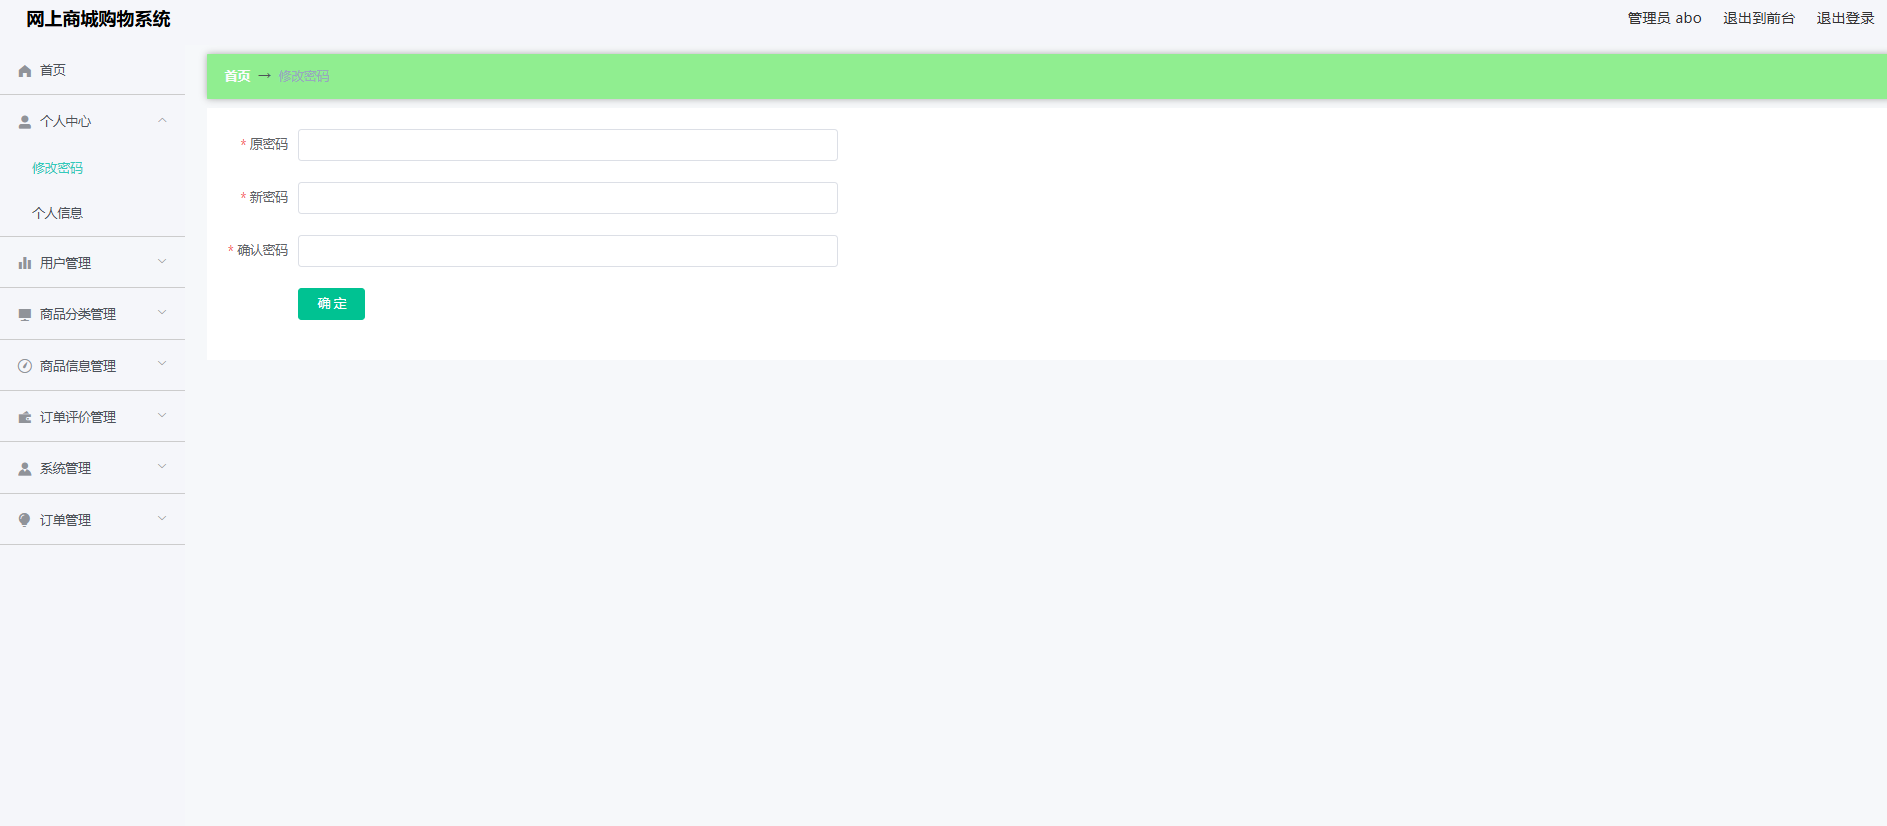 网上商城购物系统
管理员 abo 退出到前台 退出登录
首页
个人中心
修改密码
个人信息
用户管理
商品分类管理
商品信息管理
订单评价管理
系统管理
订单管理
首页 → 修改密码
* 原密码
* 新密码
* 确认密码
确 定